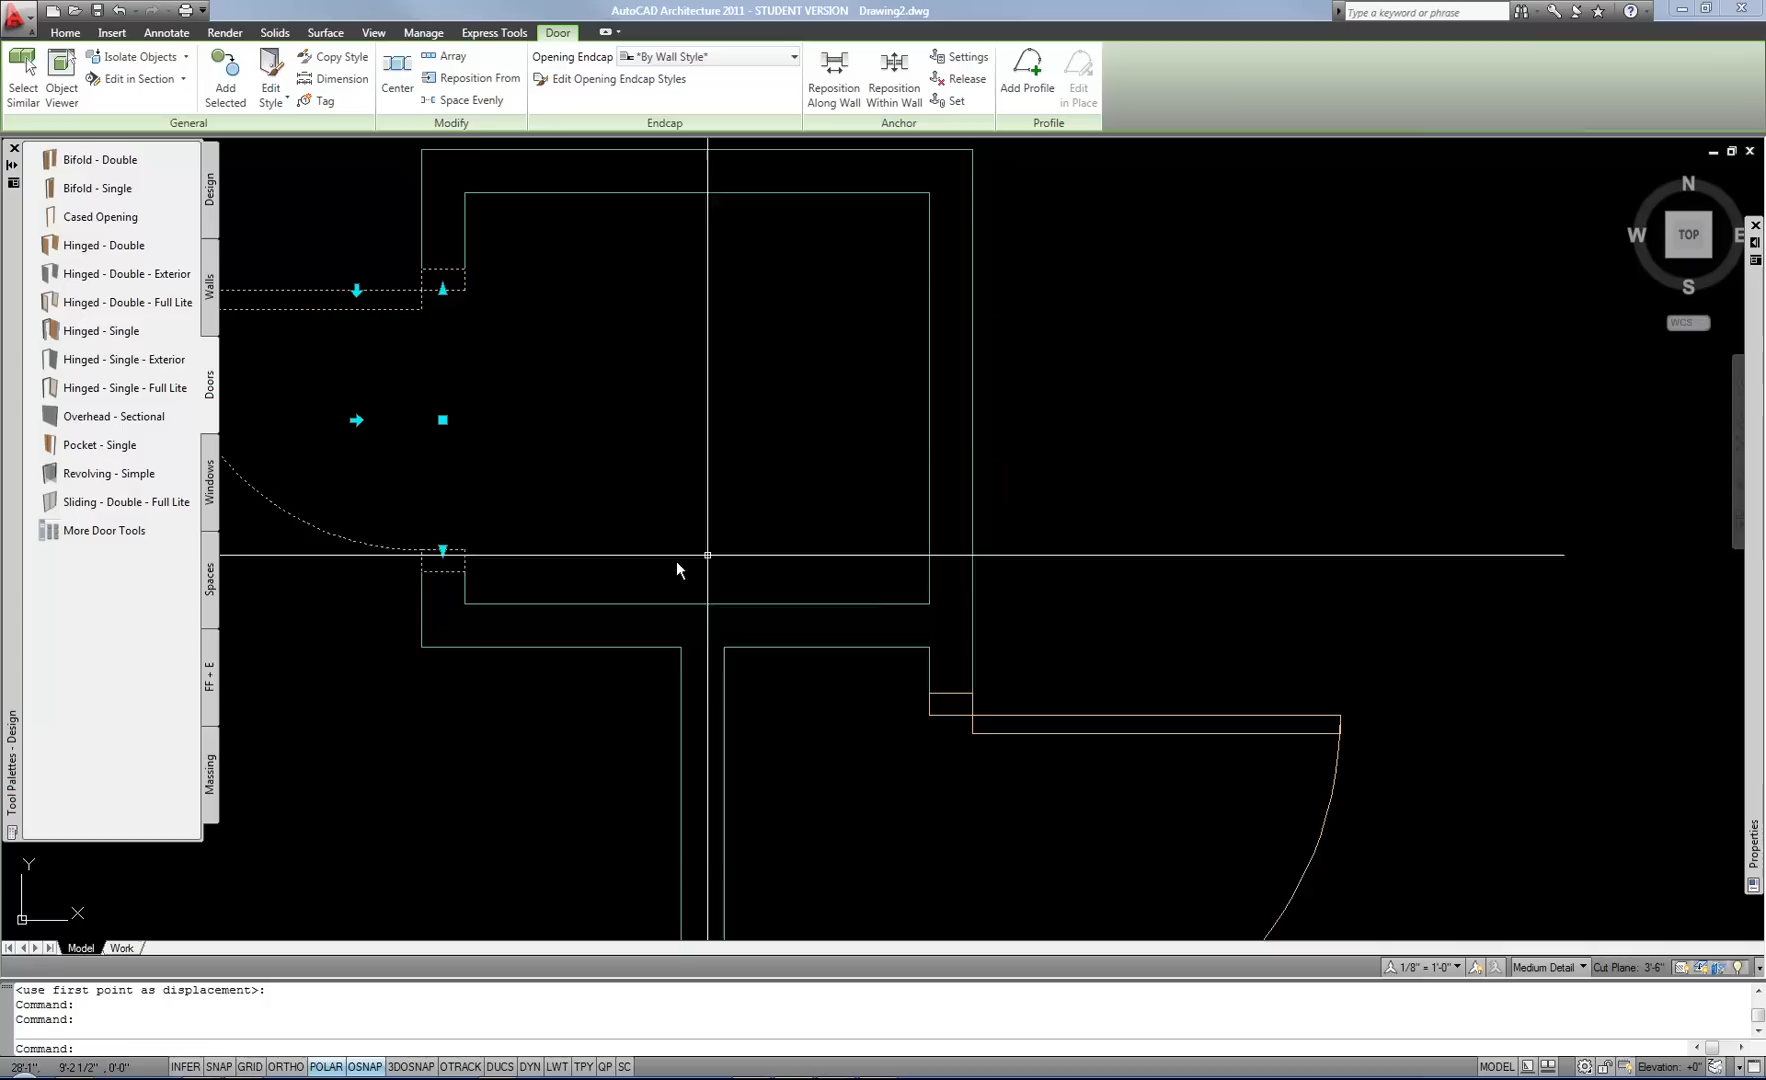 AutoCAD Architecture 2011 - STUDENT VERSION Drawing2.dwg
Type a keyword or phrase
Home Insert Annotate Render Solids Surface View Manage Express Tools Door
Select Similar
Object Viewer
Isolate Objects
Edit in Section
Add Selected
Edit Style
Copy Style
Dimension
Tag
Center
Array
Reposition From
Space Evenly
Opening Endcap *By Wall Style*
Edit Opening Endcap Styles
Reposition Along Wall
Reposition Within Wall
Settings
Release
Set
Add Profile
Edit in Place
General Modify Endcap Anchor Profile
Bifold - Double
Bifold - Single
Cased Opening
Hinged - Double
Hinged - Double - Exterior
Hinged - Double - Full Lite
Hinged - Single
Hinged - Single - Exterior
Hinged - Single - Full Lite
Overhead - Sectional
Pocket - Single
Revolving - Simple
Sliding - Double - Full Lite
More Door Tools
Design
Walls
Doors
Windows
Spaces
FF + E
Massing
Tool Palettes - Design
N
W TOP E
S
WCS
Properties
Y
X
Model Work
1/8" = 1'-0" Medium Detail Cut Plane: 3'-6"
<use first point as displacement>:
Command:
Command:
Command:
28'-1", 9'-2 1/2" , 0'-0" INFER SNAP GRID ORTHO POLAR OSNAP 3DOSNAP OTRACK DUCS DYN LWT TPY QP SC MODEL Elevation: +0"